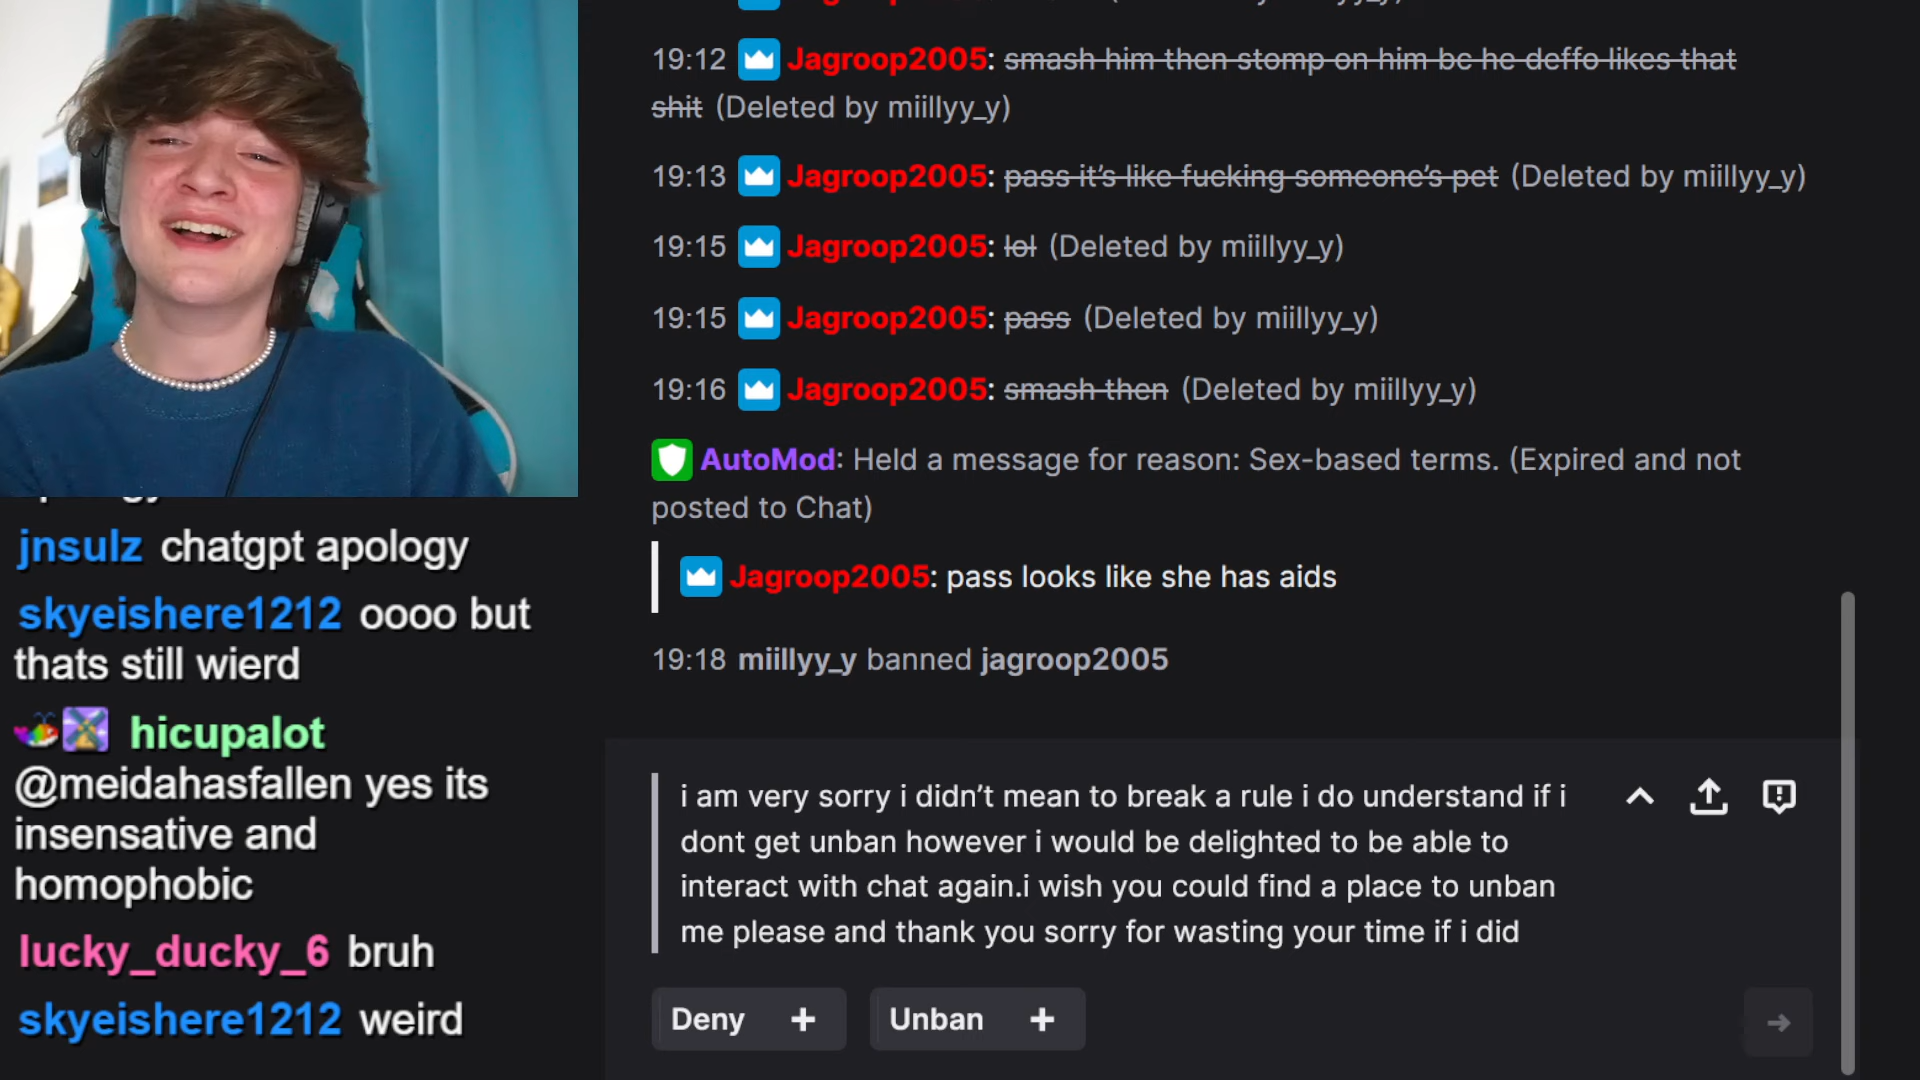 19:12 Jagroop2005: smash him then stomp on him bc he deffo likes that
shit (Deleted by miillyy_y)
19:13 Jagroop2005: pass it's like fucking someone's pet (Deleted by miillyy_y)
19:15 Jagroop2005: lol (Deleted by miillyy_y)
19:15 Jagroop2005: pass (Deleted by miillyy_y)
19:16 Jagroop2005: smash then (Deleted by miillyy_y)
AutoMod: Held a message for reason: Sex-based terms. (Expired and not
posted to Chat)
Jagroop2005: pass looks like she has aids
19:18 miillyy_y banned jagroop2005
i am very sorry i didn't mean to break a rule i do understand if i
dont get unban however i would be delighted to be able to
interact with chat again.i wish you could find a place to unban
me please and thank you sorry for wasting your time if i did
Deny +
Unban +
jnsulz chatgpt apology
skyeishere1212 oooo but
thats still wierd
hicupalot
@meidahasfallen yes its
insensative and
homophobic
lucky_ducky_6 bruh
skyeishere1212 weird